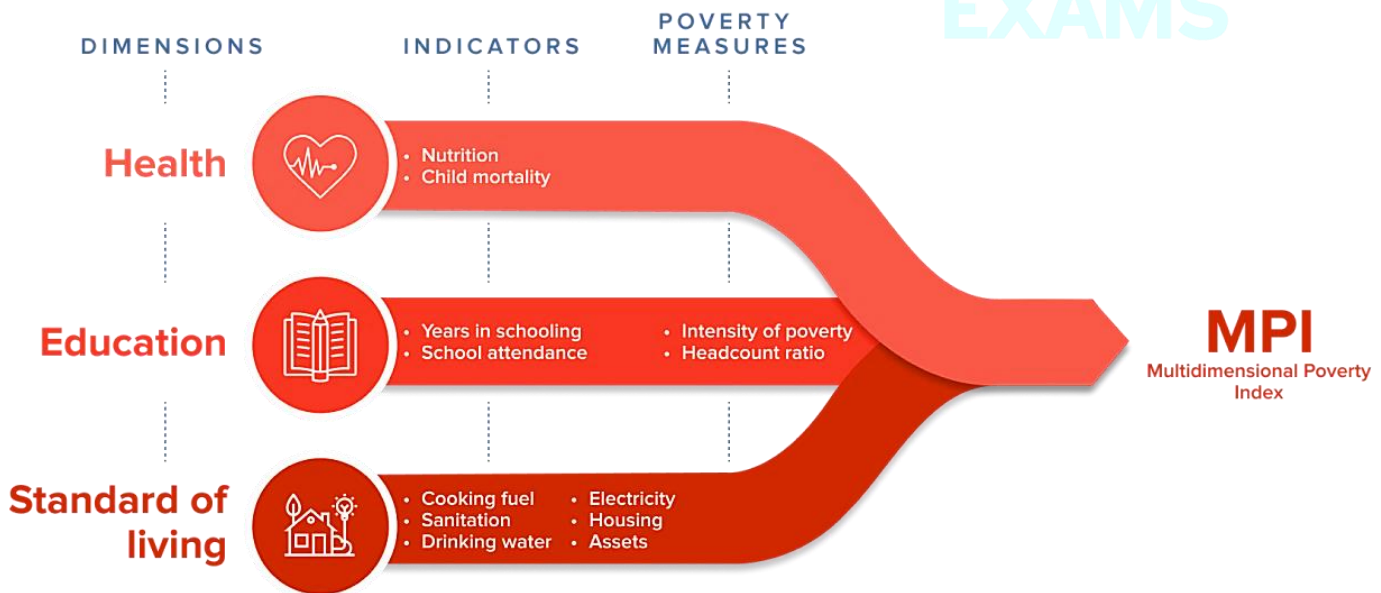 EXAMS
POVERTY
DIMENSIONS INDICATORS MEASURES
Health
• Nutrition
• Child mortality
Education
• Years in schooling
• School attendance
• Intensity of poverty
• Headcount ratio
Standard of
living
• Cooking fuel
• Sanitation
• Drinking water
• Electricity
• Housing
• Assets
MPI
Multidimensional Poverty
Index